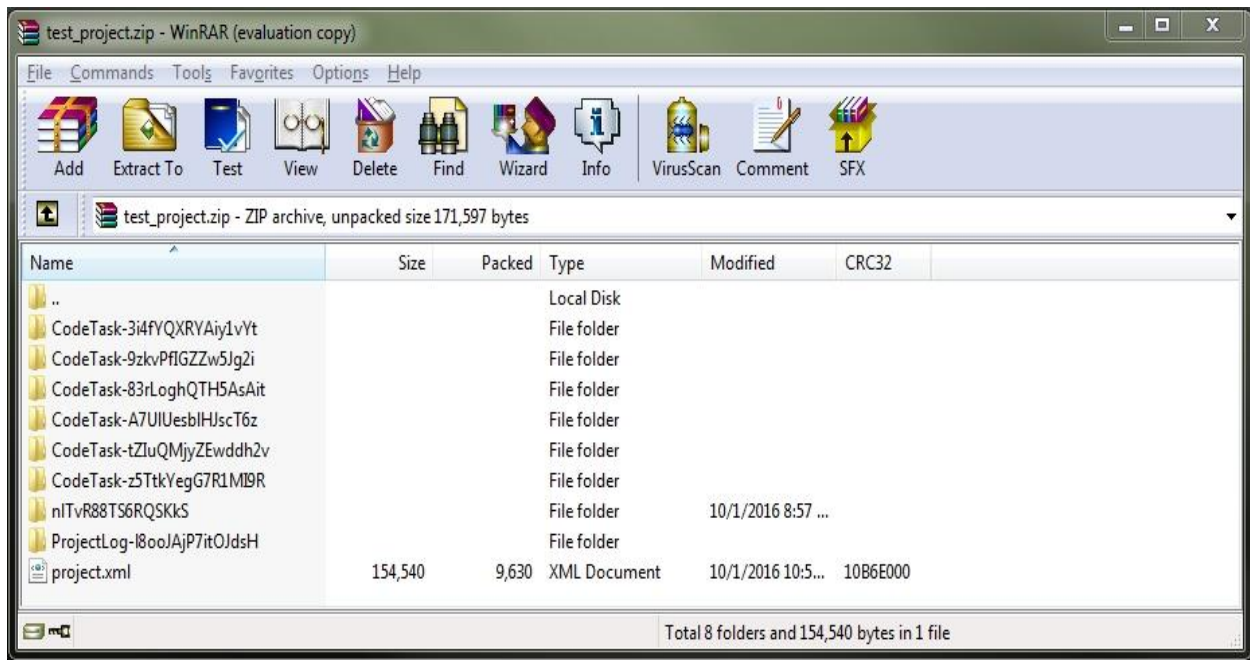 test_project.zip - WinRAR (evaluation copy)
File Commands Tools Favorites Options Help
Add Extract To Test View Delete Find Wizard Info VirusScan Comment SFX
test_project.zip - ZIP archive, unpacked size 171,597 bytes
Name Size Packed Type Modified CRC32
.. Local Disk
CodeTask-3i4fYQXRYAiy1vYt File folder
CodeTask-9zkvPfIGZZw5Jg2i File folder
CodeTask-83rLoghQTH5AsAit File folder
CodeTask-A7UIUesbIHJscT6z File folder
CodeTask-tZIuQMjyZEwddh2v File folder
CodeTask-z5TtkYegG7R1MI9R File folder
nITvR88TS6RQSKkS File folder 10/1/2016 8:57 ...
ProjectLog-I8ooJAjP7itOJdsH File folder
project.xml 154,540 9,630 XML Document 10/1/2016 10:5... 10B6E000
Total 8 folders and 154,540 bytes in 1 file